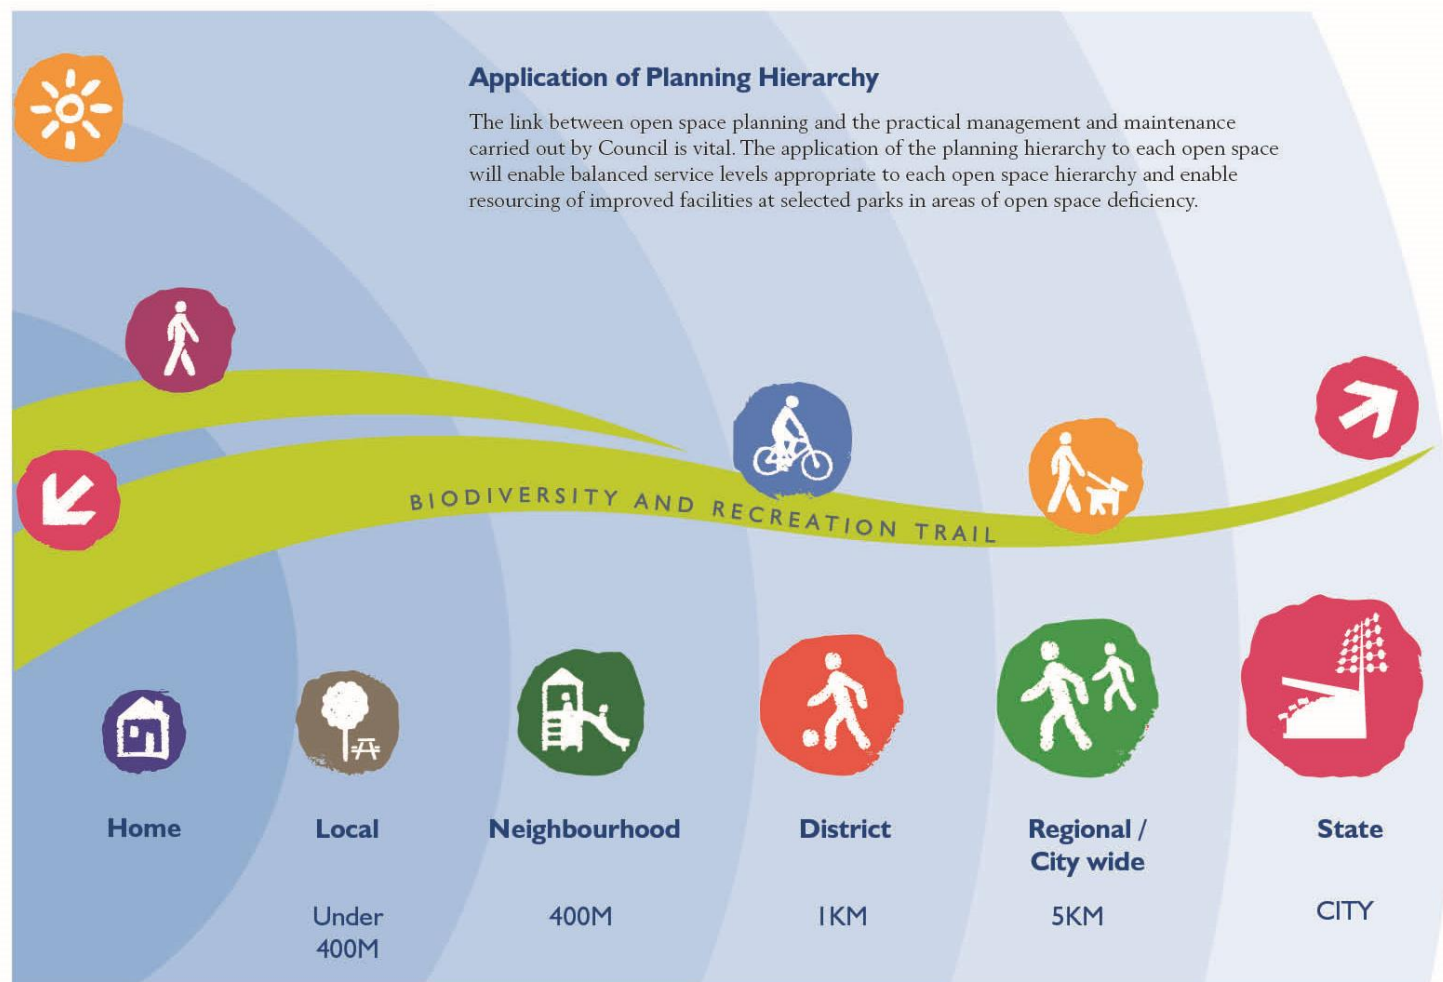 Application of Planning Hierarchy
The link between open space planning and the practical management and maintenance
carried out by Council is vital. The application of the planning hierarchy to each open space
will enable balanced service levels appropriate to each open space hierarchy and enable
resourcing of improved facilities at selected parks in areas of open space deficiency.
BIODIVERSITY AND RECREATION TRAIL
Home
Local
Neighbourhood
District
Regional /
City wide
State
Under
400M
400M
1KM
5KM
CITY